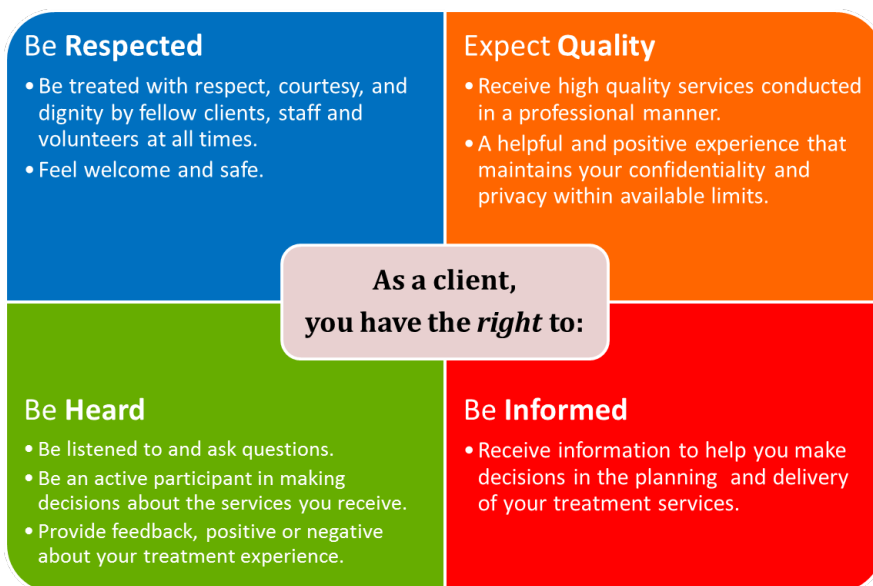 Be Respected
• Be treated with respect, courtesy, and
dignity by fellow clients, staff and
volunteers at all times.
• Feel welcome and safe.
Expect Quality
• Receive high quality services conducted
in a professional manner.
• A helpful and positive experience that
maintains your confidentiality and
privacy within available limits.
As a client,
you have the right to:
Be Heard
• Be listened to and ask questions.
• Be an active participant in making
decisions about the services you receive.
• Provide feedback, positive or negative
about your treatment experience.
Be Informed
• Receive information to help you make
decisions in the planning and delivery
of your treatment services.